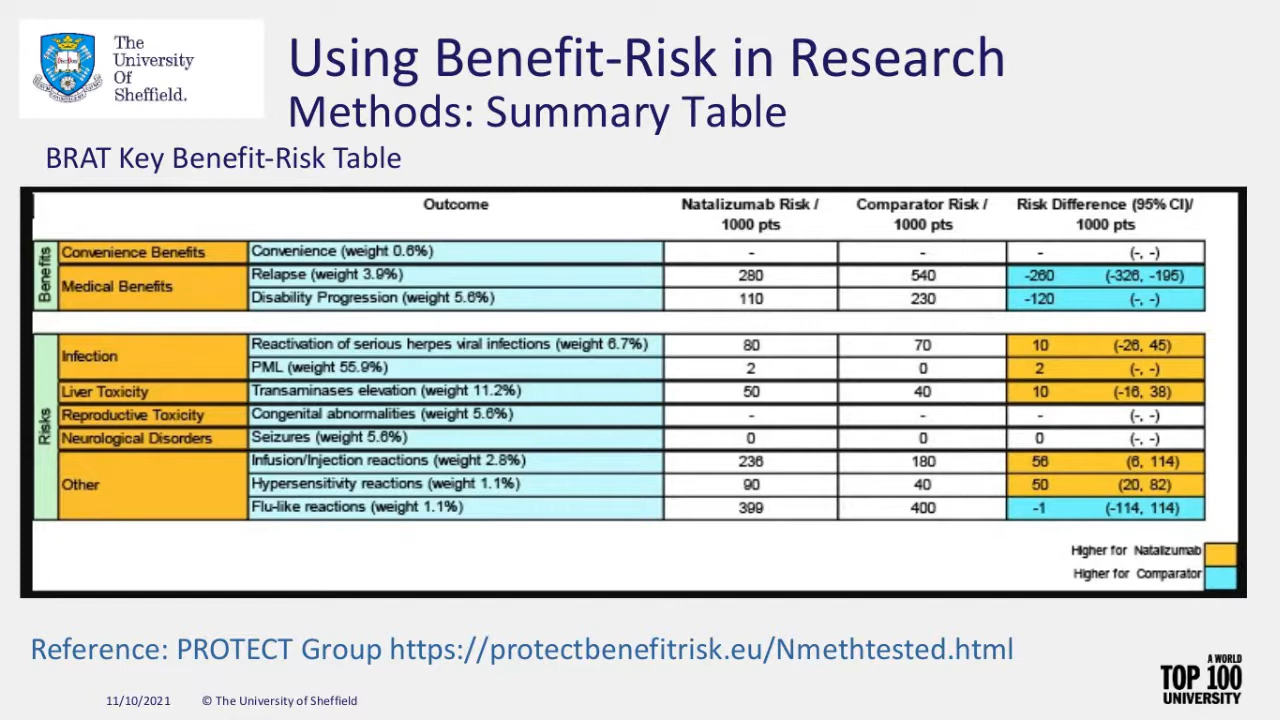 The
University
Of
Sheffield.
Using Benefit-Risk in Research
Methods: Summary Table
BRAT Key Benefit-Risk Table
Outcome Natalizumab Risk / 1000 pts Comparator Risk / 1000 pts Risk Difference (95% CI)/ 1000 pts
Benefits
Convenience Benefits Convenience (weight 0.6%) - - - (-, -)
Medical Benefits Relapse (weight 3.9%) 280 540 -260 (-326, -195)
Disability Progression (weight 5.6%) 110 230 -120 (-, -)
Risks
Infection Reactivation of serious herpes viral infections (weight 6.7%) 80 70 10 (-26, 45)
PML (weight 55.9%) 2 0 2 (-, -)
Liver Toxicity Transaminases elevation (weight 11.2%) 50 40 10 (-16, 38)
Reproductive Toxicity Congenital abnormalities (weight 5.6%) - - - (-, -)
Neurological Disorders Seizures (weight 5.6%) 0 0 0 (-, -)
Other Infusion/Injection reactions (weight 2.8%) 236 180 56 (6, 114)
Hypersensitivity reactions (weight 1.1%) 90 40 50 (20, 82)
Flu-like reactions (weight 1.1%) 399 400 -1 (-114, 114)
Higher for Natalizumab
Higher for Comparator
Reference: PROTECT Group https://protectbenefitrisk.eu/Nmethtested.html
11/10/2021 © The University of Sheffield
A WORLD
TOP 100
UNIVERSITY